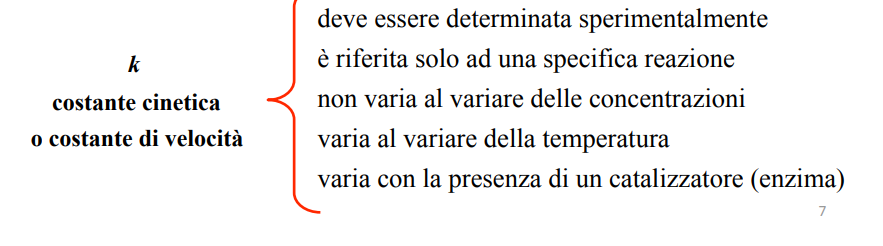 deve essere determinata sperimentalmente
è riferita solo ad una specifica reazione
k
costante cinetica
non varia al variare delle concentrazioni
o costante di velocità
varia al variare della temperatura
varia con la presenza di un catalizzatore (enzima)
7